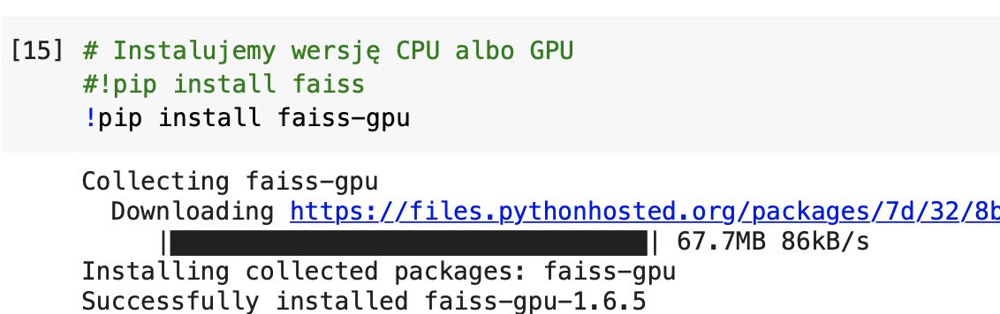 [15] # Instalujemy wersję CPU albo GPU
#!pip install faiss
!pip install faiss-gpu
Collecting faiss-gpu
Downloading https://files.pythonhosted.org/packages/7d/32/8b
| | 67.7MB 86kB/s
Installing collected packages: faiss-gpu
Successfully installed faiss-gpu-1.6.5